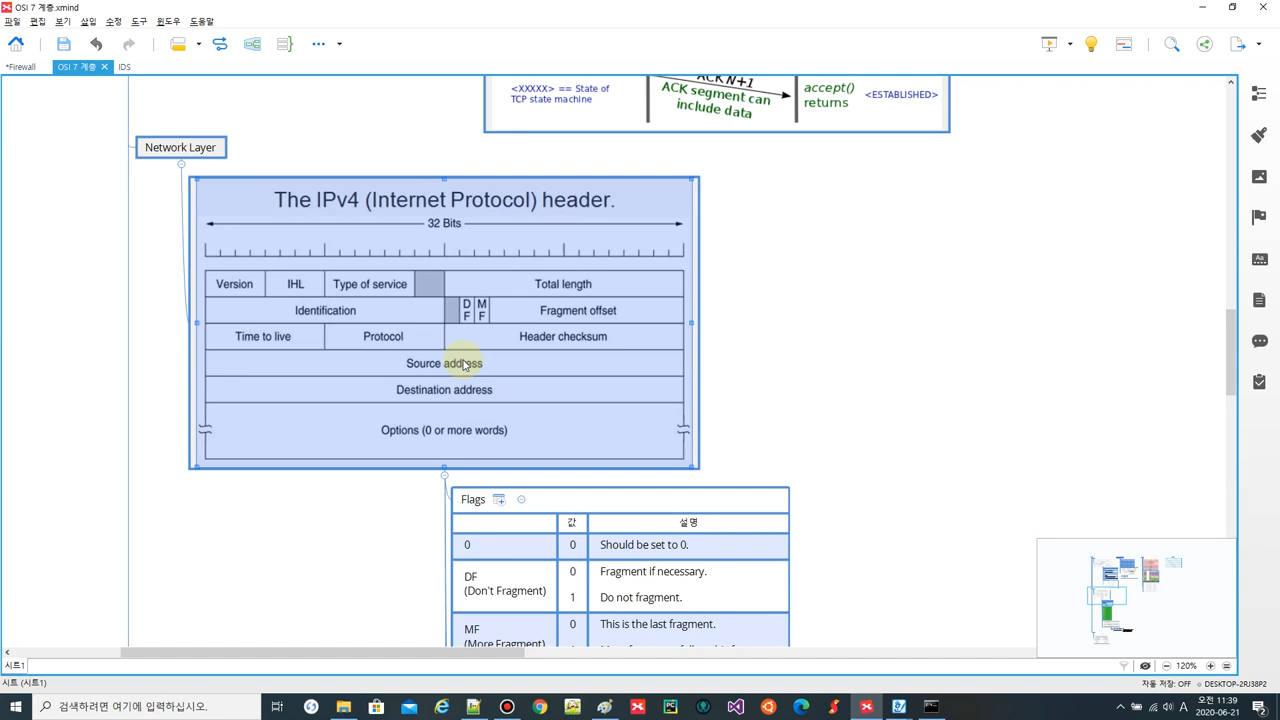 OSI 7 계층.xmind
파일 편집 보기 삽입 수정 도구 윈도우 도움말
*Firewall OSI 7 계층 IDS
<XXXXX> == State of
TCP state machine
ACK N+1
ACK segment can
include data
accept()
returns
<ESTABLISHED>
Network Layer
The IPv4 (Internet Protocol) header.
32 Bits
Version IHL Type of service Total length
Identification D F M F Fragment offset
Time to live Protocol Header checksum
Source address
Destination address
Options (0 or more words)
Flags
값 설명
0 0 Should be set to 0.
DF
(Don't Fragment)
0 Fragment if necessary.
1 Do not fragment.
MF
(More Fragment)
0 This is the last fragment.
시트1
120%
시트 (시트1)
자동 저장: OFF DESKTOP-2RJ38P2
검색하려면 여기에 입력하십시오.
오전 11:39
2020-06-21